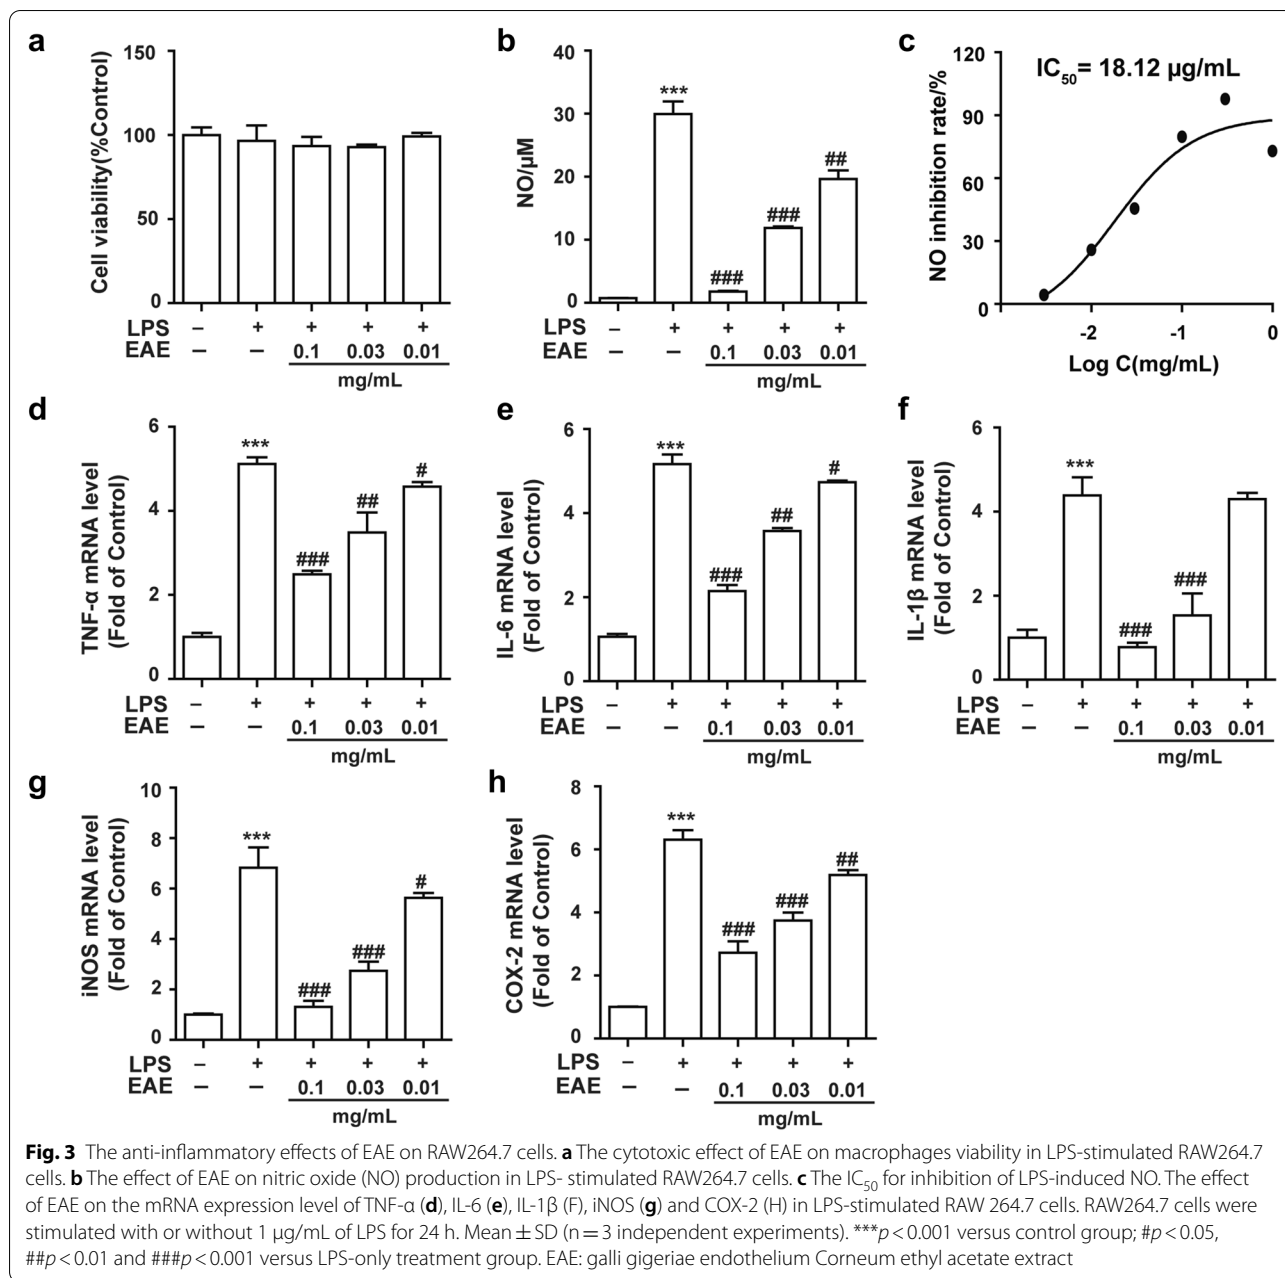 a
Cell viability(%Control)
150
100
50
0
LPS – + + + +
EAE – – 0.1 0.03 0.01
mg/mL
b
NO/μM
40
30
20
10
0
***
###
###
##
LPS – + + + +
EAE – – 0.1 0.03 0.01
mg/mL
c
NO inhibition rate/%
120
90
60
30
0
IC50= 18.12 μg/mL
-2 -1 0
Log C(mg/mL)
d
TNF-α mRNA level
(Fold of Control)
6
4
2
0
***
###
##
#
LPS – + + + +
EAE – – 0.1 0.03 0.01
mg/mL
e
IL-6 mRNA level
(Fold of Control)
6
4
2
0
***
###
##
#
LPS – + + + +
EAE – – 0.1 0.03 0.01
mg/mL
f
IL-1β mRNA level
(Fold of Control)
6
4
2
0
***
###
###
LPS – + + + +
EAE – – 0.1 0.03 0.01
mg/mL
g
iNOS mRNA level
(Fold of Control)
10
8
6
4
2
0
***
###
###
#
LPS – + + + +
EAE – – 0.1 0.03 0.01
mg/mL
h
COX-2 mRNA level
(Fold of Control)
8
6
4
2
0
***
###
###
##
LPS – + + + +
EAE – – 0.1 0.03 0.01
mg/mL
Fig. 3 The anti-inflammatory effects of EAE on RAW264.7 cells. a The cytotoxic effect of EAE on macrophages viability in LPS-stimulated RAW264.7
cells. b The effect of EAE on nitric oxide (NO) production in LPS- stimulated RAW264.7 cells. c The IC50 for inhibition of LPS-induced NO. The effect
of EAE on the mRNA expression level of TNF-α (d), IL-6 (e), IL-1β (F), iNOS (g) and COX-2 (H) in LPS-stimulated RAW 264.7 cells. RAW264.7 cells were
stimulated with or without 1 μg/mL of LPS for 24 h. Mean ± SD (n = 3 independent experiments). ***p < 0.001 versus control group; #p < 0.05,
##p < 0.01 and ###p < 0.001 versus LPS-only treatment group. EAE: galli gigeriae endothelium Corneum ethyl acetate extract